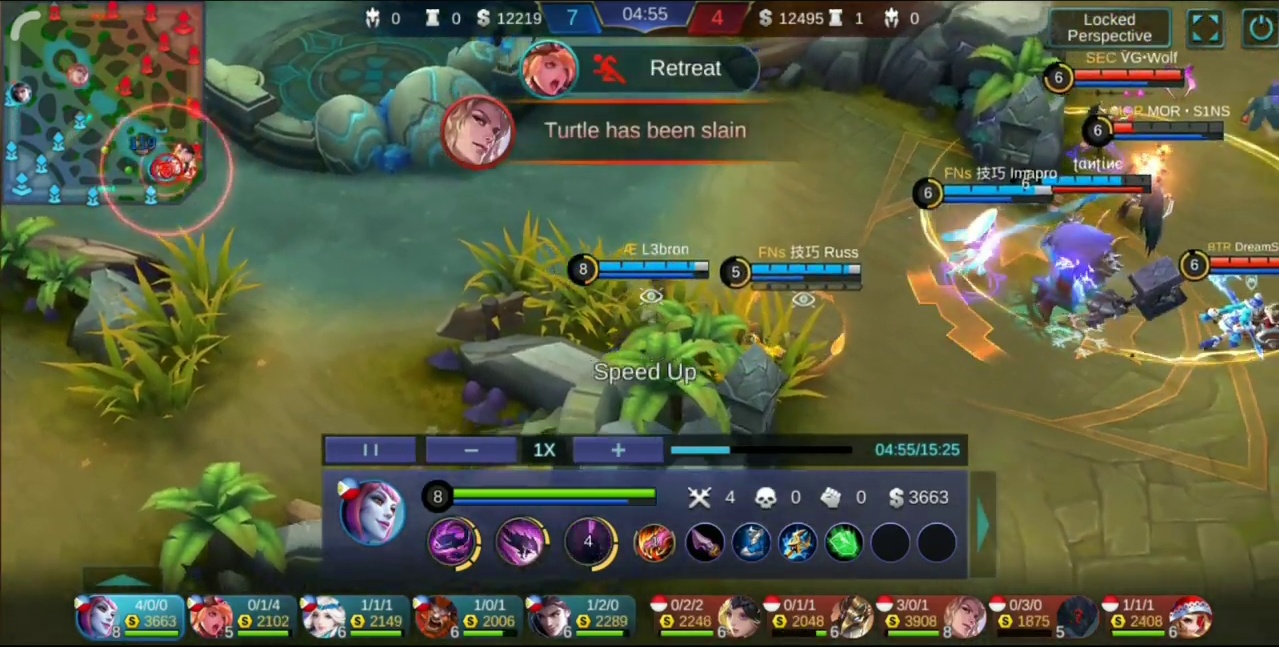 0 0 $ 12219 7 04:55 4 $ 12495 1 0
Locked
Perspective
Retreat
Turtle has been slain
6 SEC VG•Wolf
6 MOR • S1NS
FNs 技巧 Imapro
6
8 Æ L3bron
5 FNs 技巧 Russ
6 BTR DreamS
Speed Up
1X
04:55/15:25
8 4 0 0 $ 3663
4
4/0/0 0/1/4 1/1/1 1/0/1 1/2/0 0/2/2 0/1/1 3/0/1 0/3/0 1/1/1
3663 2102 2149 2006 2289 2246 2048 3908 1875 2408
8 5 6 6 6 6 6 8 5 6